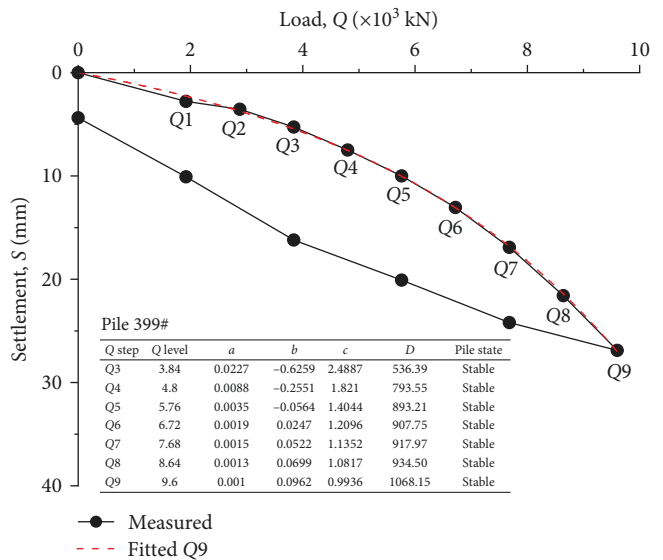 Load, Q (×10³ kN)
0 2 4 6 8 10
Settlement, S (mm)
0
10
20
30
40
Q1
Q2
Q3
Q4
Q5
Q6
Q7
Q8
Q9
Pile 399#
Q step Q level a b c D Pile state
Q3 3.84 0.0227 −0.6259 2.4887 536.39 Stable
Q4 4.8 0.0088 −0.2551 1.821 793.55 Stable
Q5 5.76 0.0035 −0.0564 1.4044 893.21 Stable
Q6 6.72 0.0019 0.0247 1.2096 907.75 Stable
Q7 7.68 0.0015 0.0522 1.1352 917.97 Stable
Q8 8.64 0.0013 0.0699 1.0817 934.50 Stable
Q9 9.6 0.001 0.0962 0.9936 1068.15 Stable
Measured
Fitted Q9